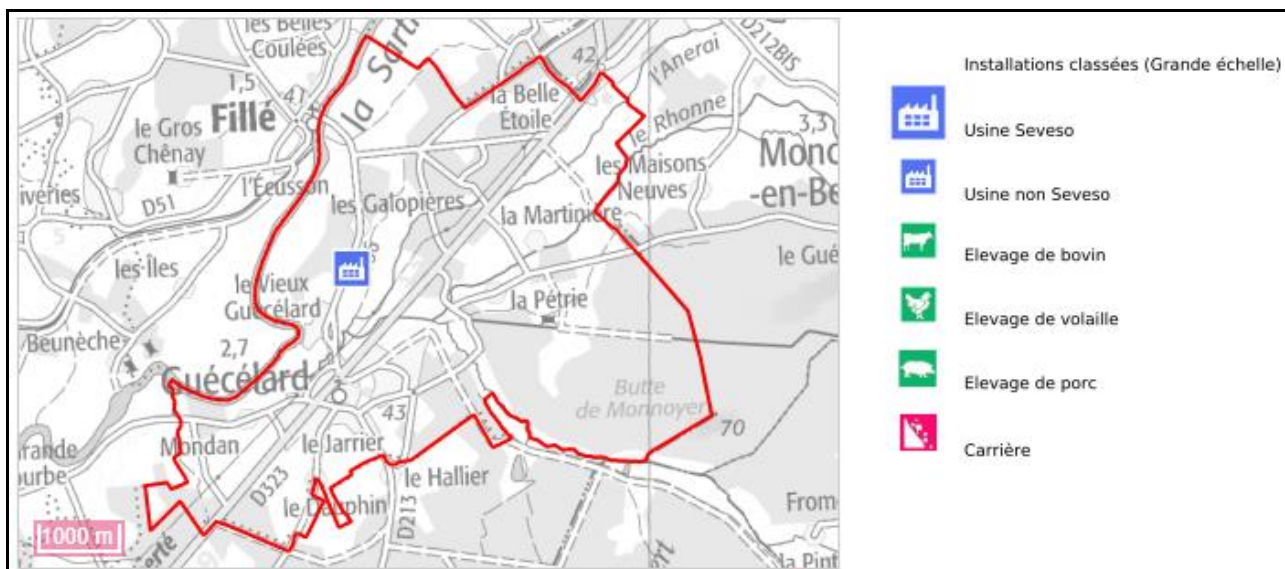 les Belles
Coulées
la Sarth
42
D212BIS
l'Anerai
1,5
41
Fillé
la Belle
Étoile
le Rhonne
3,3
le Gros
Chênay
les Maisons
Neuves
Monc
-en-Be
l'Écusson
iveries
D51
les Galopières
la Martinière
les Îles
le Gué
le Vieux
Guécélard
la Pétrie
Beunèche
2,7
Guécélard
Butte
de Monnoyer
43
70
rande
ourbe
Mondan
le Jarrier
D323
le Hallier
le Dauphin
D213
From
1000 m
erté
la Pint
Installations classées (Grande échelle)
Usine Seveso
Usine non Seveso
Elevage de bovin
Elevage de volaille
Elevage de porc
Carrière